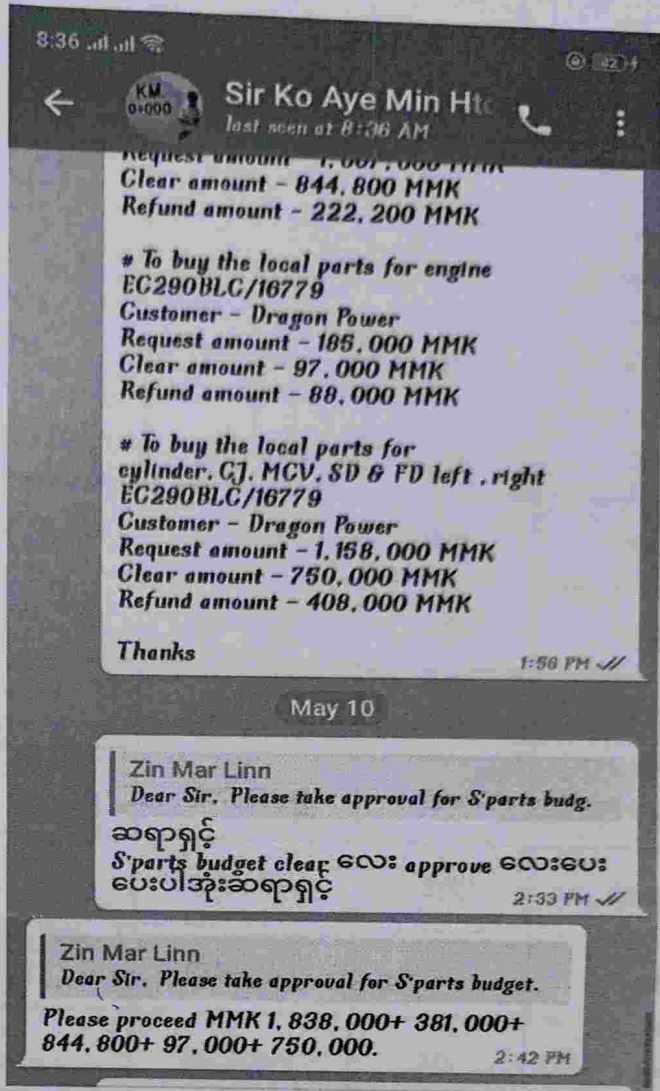 8:36
42
KM
0+000
Sir Ko Aye Min Ht
last seen at 8:36 AM
Request amount - 1,067,000 MMK
Clear amount - 844,800 MMK
Refund amount - 222,200 MMK
# To buy the local parts for engine
EC290BLC/16779
Customer - Dragon Power
Request amount - 185,000 MMK
Clear amount - 97,000 MMK
Refund amount - 88,000 MMK
# To buy the local parts for
cylinder, CJ, MCV, SD & FD left , right
EC290BLC/16779
Customer - Dragon Power
Request amount - 1,158,000 MMK
Clear amount - 750,000 MMK
Refund amount - 408,000 MMK
Thanks
1:56 PM
May 10
Zin Mar Linn
Dear Sir, Please take approval for S'parts budg.
ဆရာရှင့်
S'parts budget clear လေး approve လေးပေး
ပေးပါအုံးဆရာရှင့်
2:33 PM
Zin Mar Linn
Dear Sir, Please take approval for S'parts budget.
Please proceed MMK 1,838,000+ 381,000+
844,800+ 97,000+ 750,000.
2:42 PM